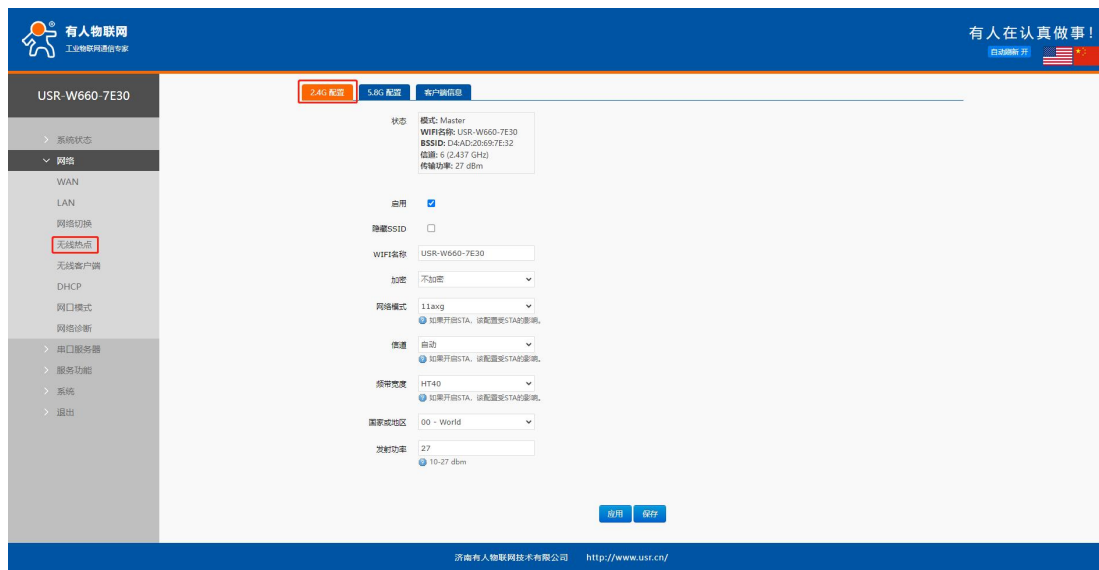 有人物联网
工业物联网通信专家
有人在认真做事!
自动刷新 开
USR-W660-7E30
系统状态
网络
WAN
LAN
网络切换
无线热点
无线客户端
DHCP
网口模式
网络诊断
串口服务器
服务功能
系统
退出
2.4G 配置 5.8G 配置 客户端信息
状态 模式: Master
WIFI名称: USR-W660-7E30
BSSID: D4:AD:20:69:7E:32
信道: 6 (2.437 GHz)
传输功率: 27 dBm
启用
隐藏SSID
WIFI名称 USR-W660-7E30
加密 不加密
网络模式 11axg
如果开启STA，该配置受STA的影响。
信道 自动
如果开启STA，该配置受STA的影响。
频带宽度 HT40
如果开启STA，该配置受STA的影响。
国家或地区 00 - World
发射功率 27
10-27 dbm
应用 保存
济南有人物联网技术有限公司 http://www.usr.cn/